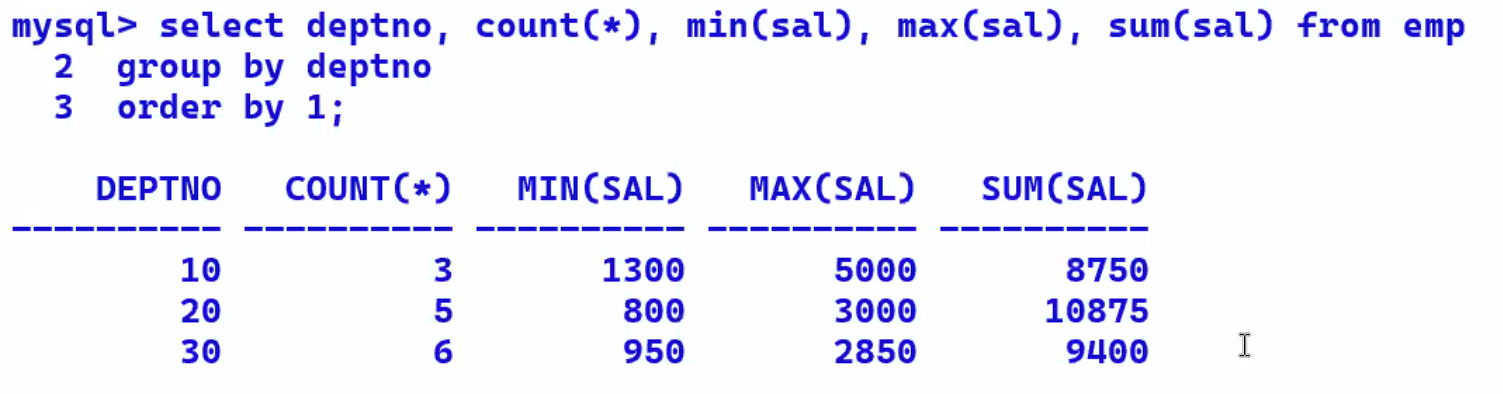 mysql> select deptno, count(*), min(sal), max(sal), sum(sal) from emp
  2  group by deptno
  3  order by 1;

    DEPTNO   COUNT(*)   MIN(SAL)   MAX(SAL)   SUM(SAL)
---------- ---------- ---------- ---------- ----------
        10          3       1300       5000       8750
        20          5        800       3000      10875
        30          6        950       2850       9400